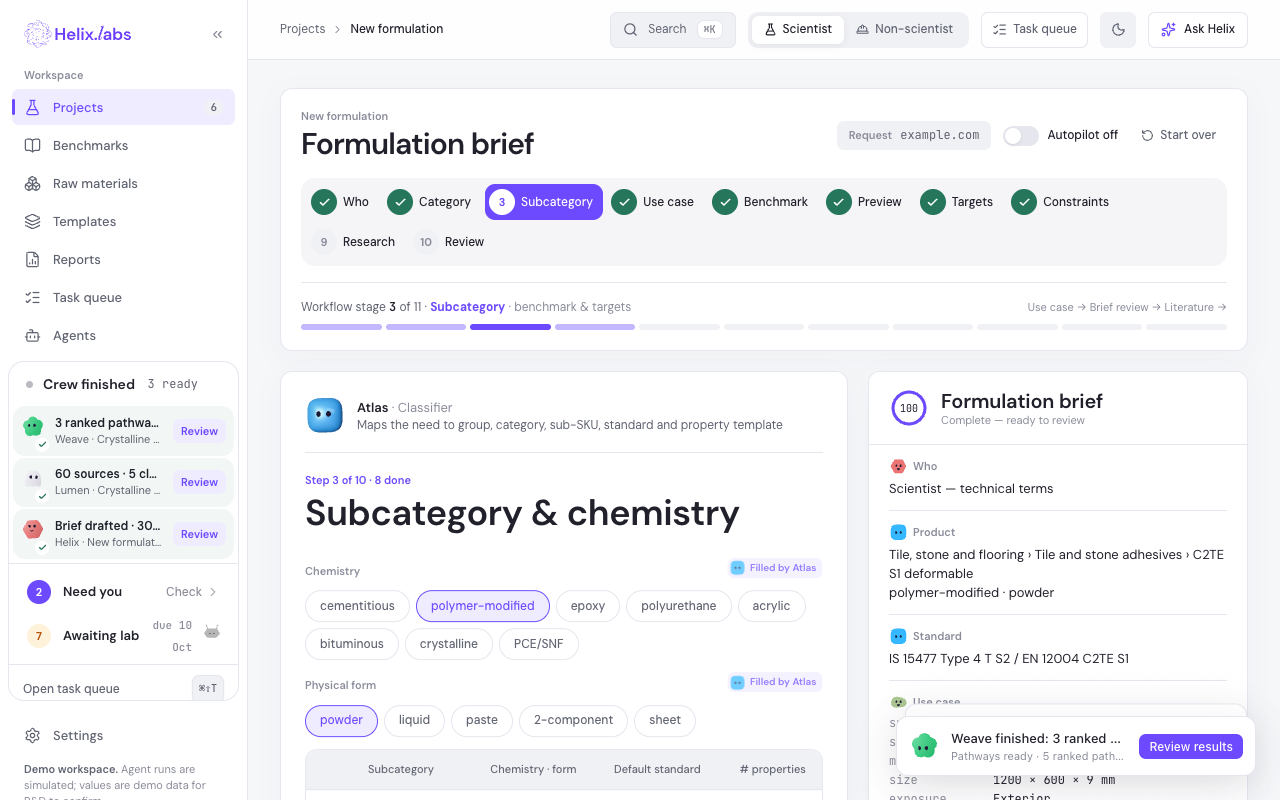 Helix.labs
Workspace
Projects 6
Benchmarks
Raw materials
Templates
Reports
Task queue
Agents
Crew finished 3 ready
3 ranked pathwa...
Weave · Crystalline ...
Review
60 sources · 5 cl...
Lumen · Crystalline ...
Review
Brief drafted · 30...
Helix · New formulat...
Review
2 Need you Check
7 Awaiting lab due 10 Oct
Open task queue ⌘⇧T
Settings
Demo workspace. Agent runs are
simulated; values are demo data for
Projects › New formulation
Search ⌘K
Scientist Non-scientist
Task queue
Ask Helix
New formulation
Formulation brief
Request example.com
Autopilot off
Start over
Who Category 3 Subcategory Use case Benchmark Preview Targets Constraints
9 Research 10 Review
Workflow stage 3 of 11 · Subcategory · benchmark & targets
Use case → Brief review → Literature →
Atlas · Classifier
Maps the need to group, category, sub-SKU, standard and property template
Step 3 of 10 · 8 done
Subcategory & chemistry
Chemistry
Filled by Atlas
cementitious polymer-modified epoxy polyurethane acrylic
bituminous crystalline PCE/SNF
Physical form
Filled by Atlas
powder liquid paste 2-component sheet
Subcategory Chemistry · form Default standard # properties
100
Formulation brief
Complete — ready to review
Who
Scientist — technical terms
Product
Tile, stone and flooring › Tile and stone adhesives › C2TE
S1 deformable
polymer-modified · powder
Standard
IS 15477 Type 4 T S2 / EN 12004 C2TE S1
Use case
Weave finished: 3 ranked ...
Pathways ready · 5 ranked path...
Review results
size 1200 × 600 × 9 mm
exposure Exterior